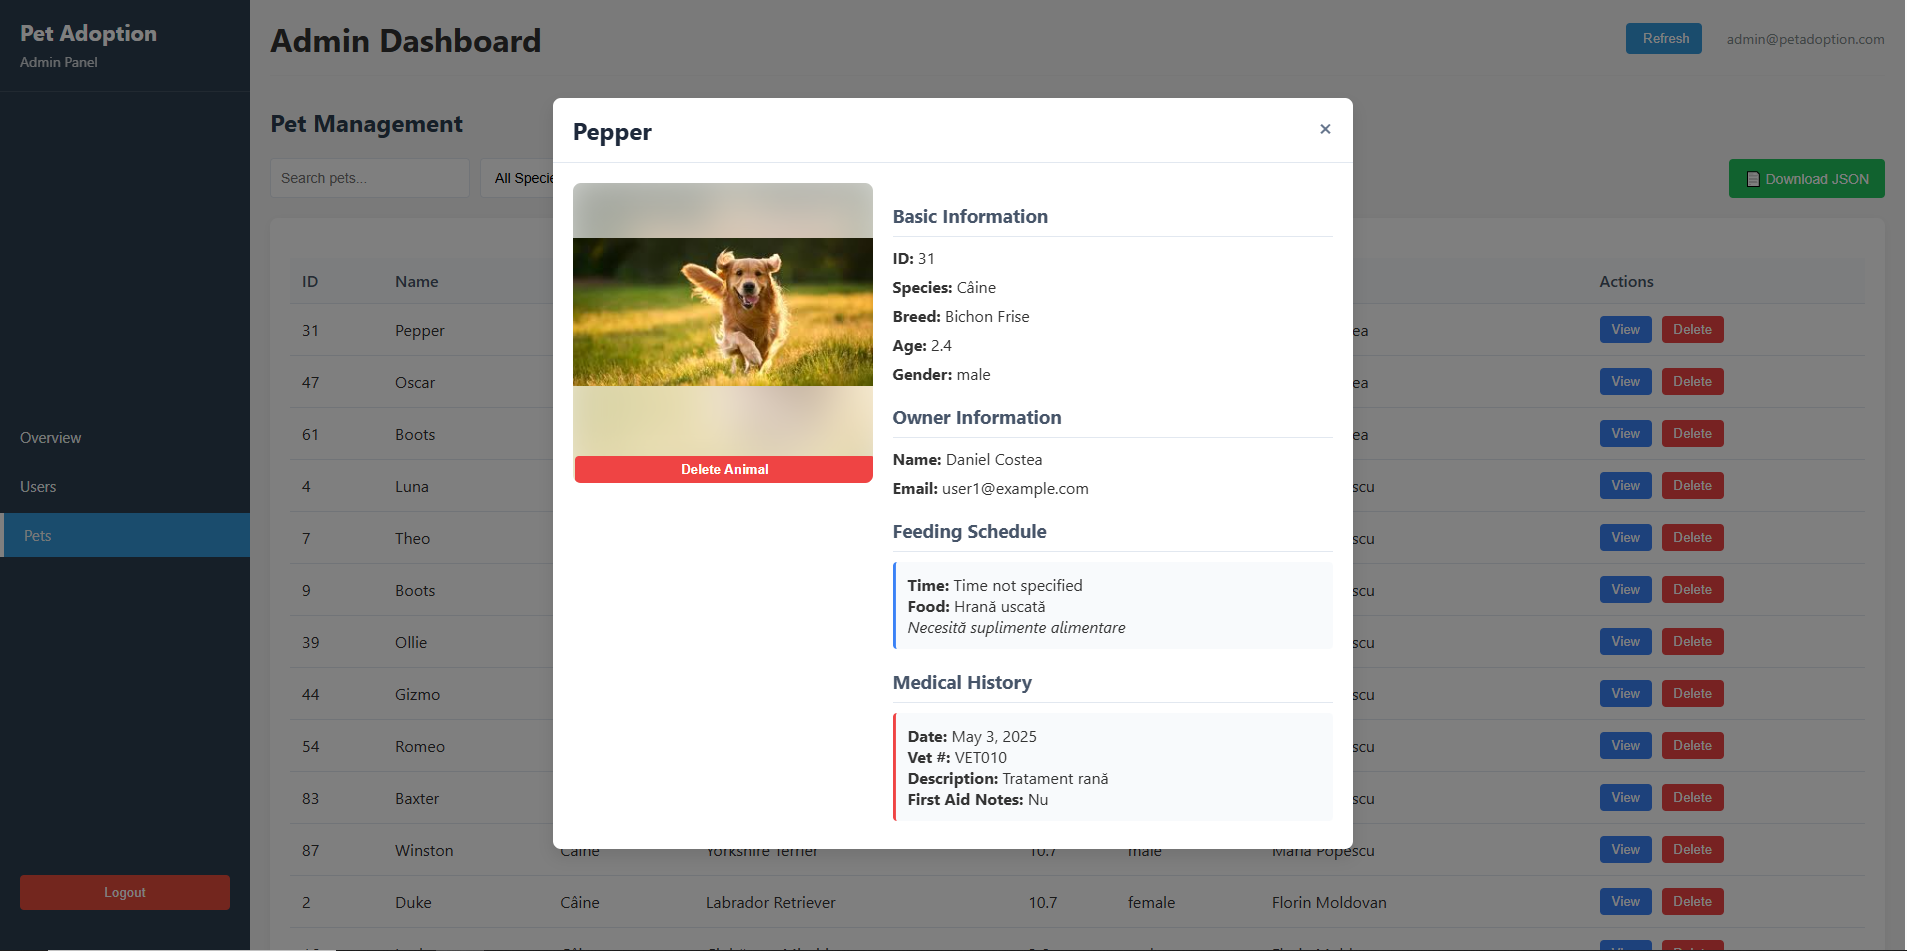 Pet Adoption
Admin Panel
Overview
Users
Pets
Logout
Admin Dashboard
Refresh
admin@petadoption.com
Pet Management
Search pets...
All Specie
Download JSON
ID Name Actions
31 Pepper ea View Delete
47 Oscar ea View Delete
61 Boots ea View Delete
4 Luna scu View Delete
7 Theo scu View Delete
9 Boots scu View Delete
39 Ollie scu View Delete
44 Gizmo scu View Delete
54 Romeo scu View Delete
83 Baxter scu View Delete
87 Winston Câine Yorkshire Terrier 10.7 male Maria Popescu View Delete
2 Duke Câine Labrador Retriever 10.7 female Florin Moldovan View Delete
Pepper
×
Delete Animal
Basic Information
ID: 31
Species: Câine
Breed: Bichon Frise
Age: 2.4
Gender: male
Owner Information
Name: Daniel Costea
Email: user1@example.com
Feeding Schedule
Time: Time not specified
Food: Hrană uscată
Necesită suplimente alimentare
Medical History
Date: May 3, 2025
Vet #: VET010
Description: Tratament rană
First Aid Notes: Nu